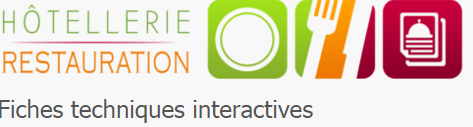 HÔTELLERIE
RESTAURATION
Fiches techniques interactives